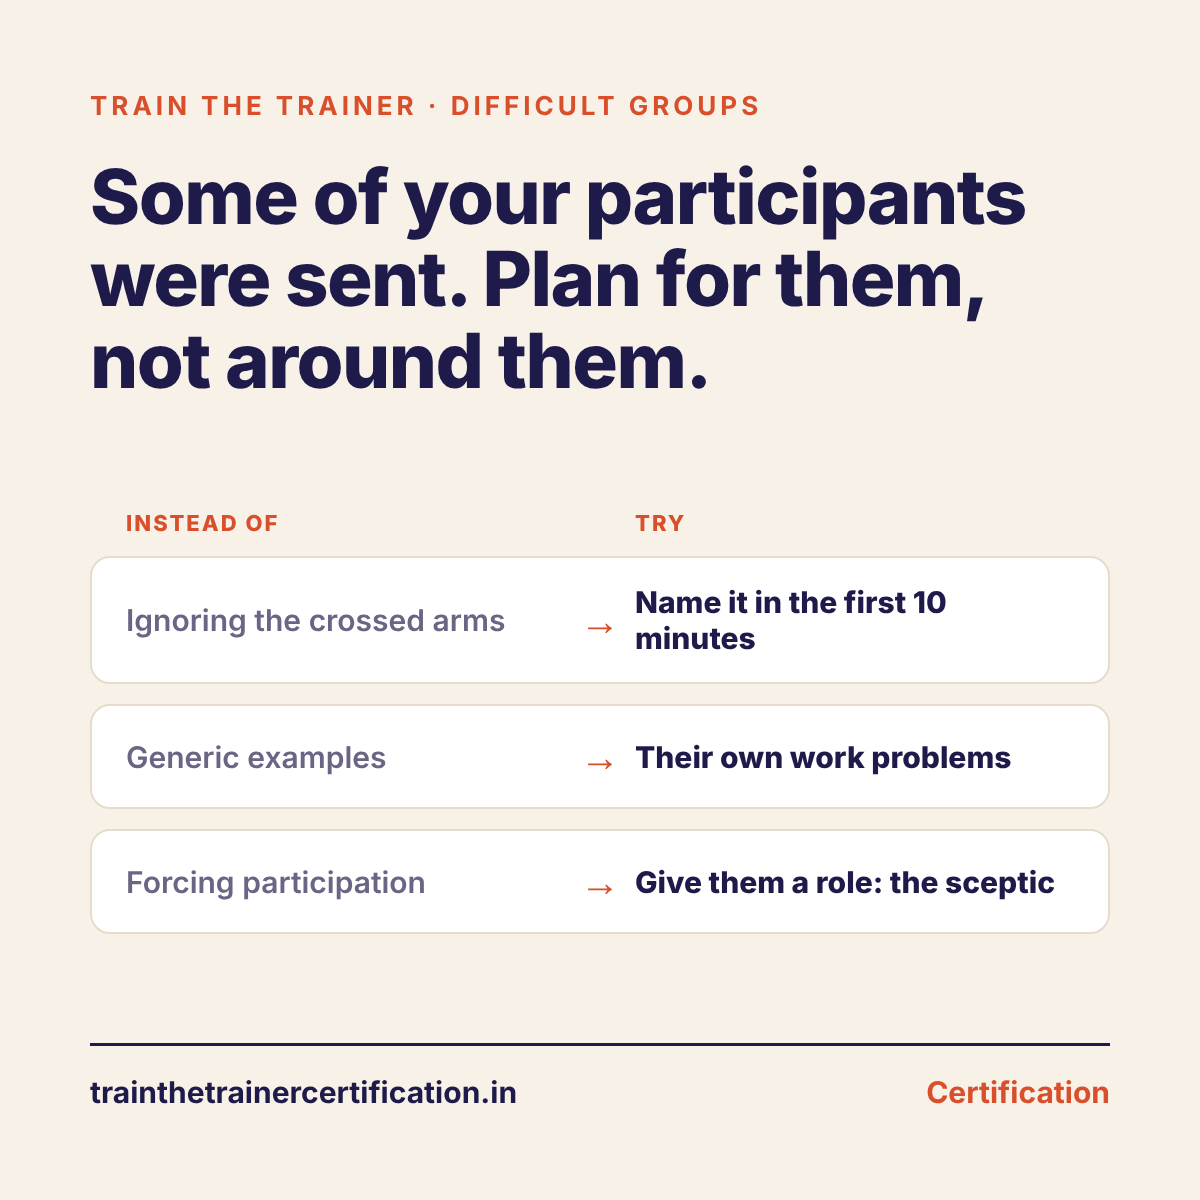 TRAIN THE TRAINER · DIFFICULT GROUPS
Some of your participants
were sent. Plan for them,
not around them.
INSTEAD OF
TRY
Ignoring the crossed arms
→
Name it in the first 10
minutes
Generic examples
→
Their own work problems
Forcing participation
→
Give them a role: the sceptic
trainthetrainercertification.in
Certification